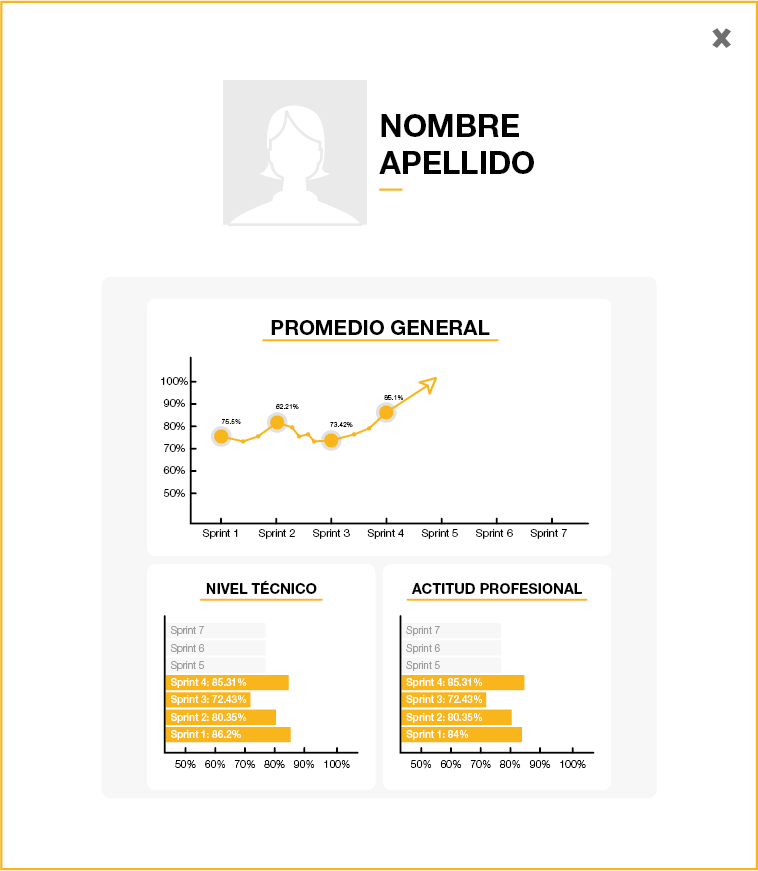 NOMBRE
APELLIDO
PROMEDIO GENERAL
100%
90%
80%
70%
60%
50%
75.5%
82.21%
73.42%
85.1%
Sprint 1 Sprint 2 Sprint 3 Sprint 4 Sprint 5 Sprint 6 Sprint 7
NIVEL TÉCNICO
Sprint 7
Sprint 6
Sprint 5
Sprint 4: 85.31%
Sprint 3: 72.43%
Sprint 2: 80.35%
Sprint 1: 86.2%
50% 60% 70% 80% 90% 100%
ACTITUD PROFESIONAL
Sprint 7
Sprint 6
Sprint 5
Sprint 4: 85.31%
Sprint 3: 72.43%
Sprint 2: 80.35%
Sprint 1: 84%
50% 60% 70% 80% 90% 100%